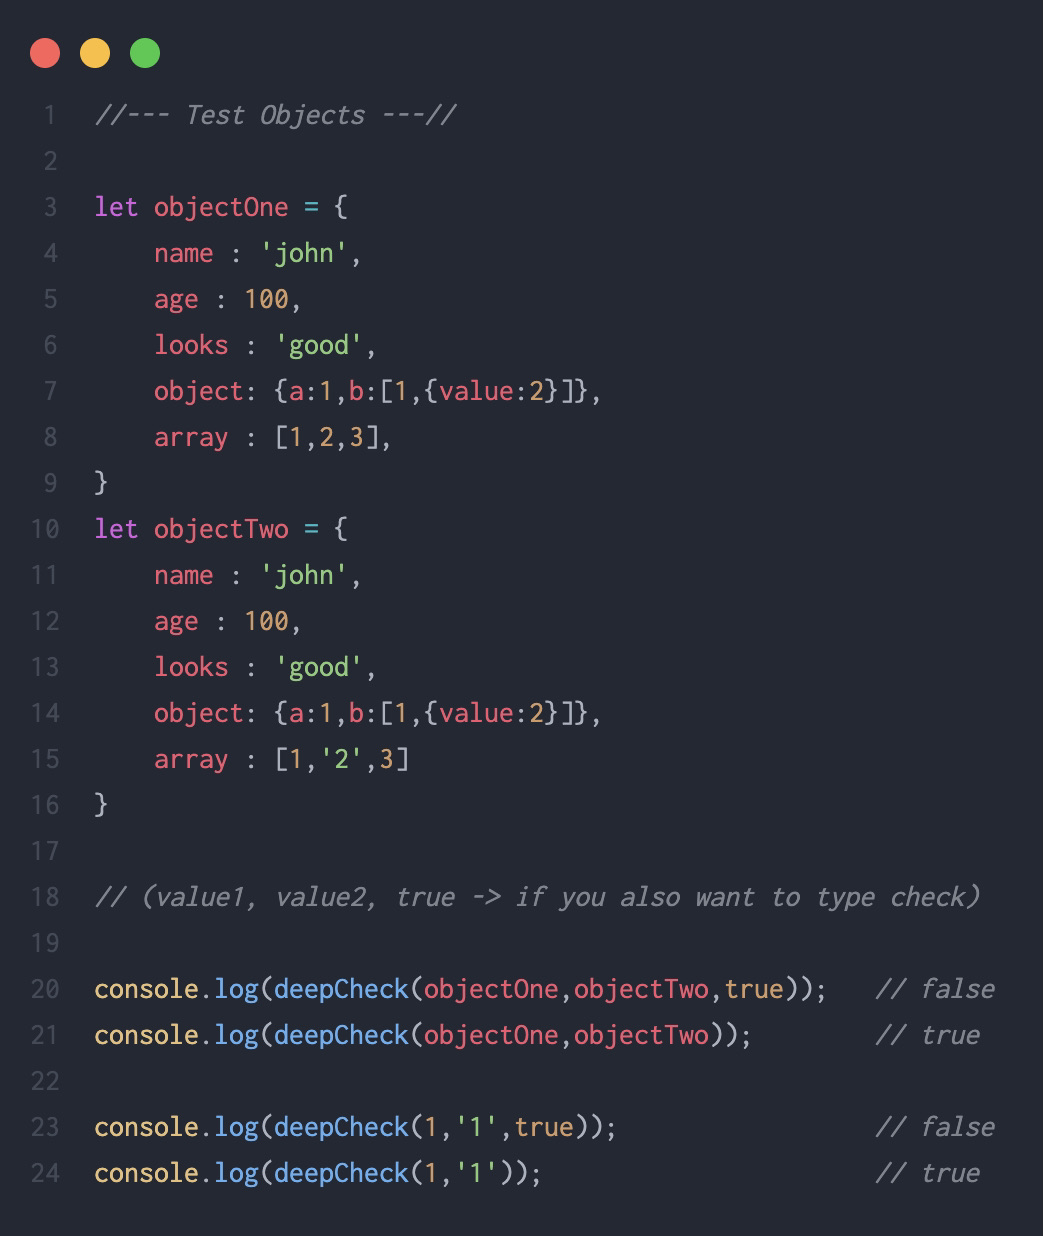 1 //--- Test Objects ---//
2
3 let objectOne = {
4     name : 'john',
5     age : 100,
6     looks : 'good',
7     object: {a:1,b:[1,{value:2}]},
8     array : [1,2,3],
9 }
10 let objectTwo = {
11     name : 'john',
12     age : 100,
13     looks : 'good',
14     object: {a:1,b:[1,{value:2}]},
15     array : [1,'2',3]
16 }
17
18 // (value1, value2, true -> if you also want to type check)
19
20 console.log(deepCheck(objectOne,objectTwo,true));   // false
21 console.log(deepCheck(objectOne,objectTwo));        // true
22
23 console.log(deepCheck(1,'1',true));                 // false
24 console.log(deepCheck(1,'1'));                      // true